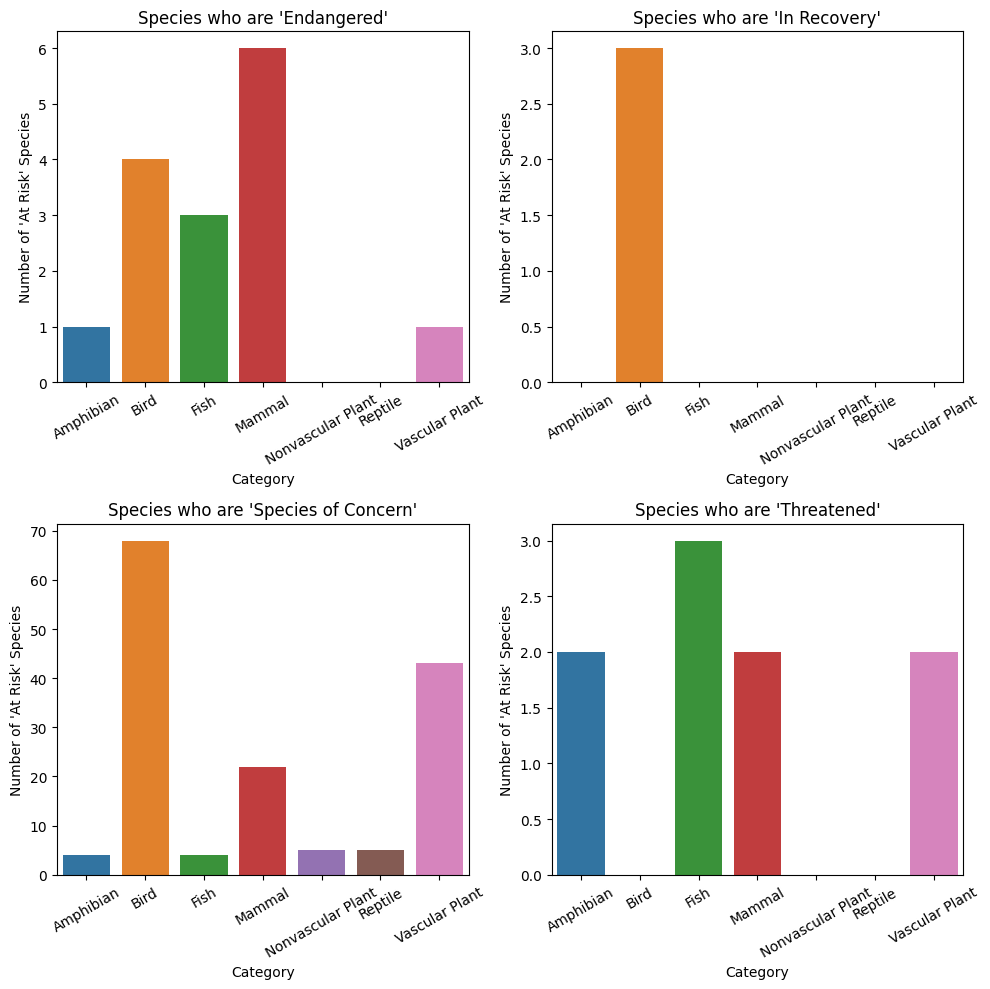 Species who are 'Endangered'
Number of 'At Risk' Species
6
5
4
3
2
1
0
Amphibian
Bird
Fish
Mammal
Nonvascular Plant
Reptile
Vascular Plant
Category
Species who are 'In Recovery'
Number of 'At Risk' Species
3.0
2.5
2.0
1.5
1.0
0.5
0.0
Amphibian
Bird
Fish
Mammal
Nonvascular Plant
Reptile
Vascular Plant
Category
Species who are 'Species of Concern'
Number of 'At Risk' Species
70
60
50
40
30
20
10
0
Amphibian
Bird
Fish
Mammal
Nonvascular Plant
Reptile
Vascular Plant
Category
Species who are 'Threatened'
Number of 'At Risk' Species
3.0
2.5
2.0
1.5
1.0
0.5
0.0
Amphibian
Bird
Fish
Mammal
Nonvascular Plant
Reptile
Vascular Plant
Category